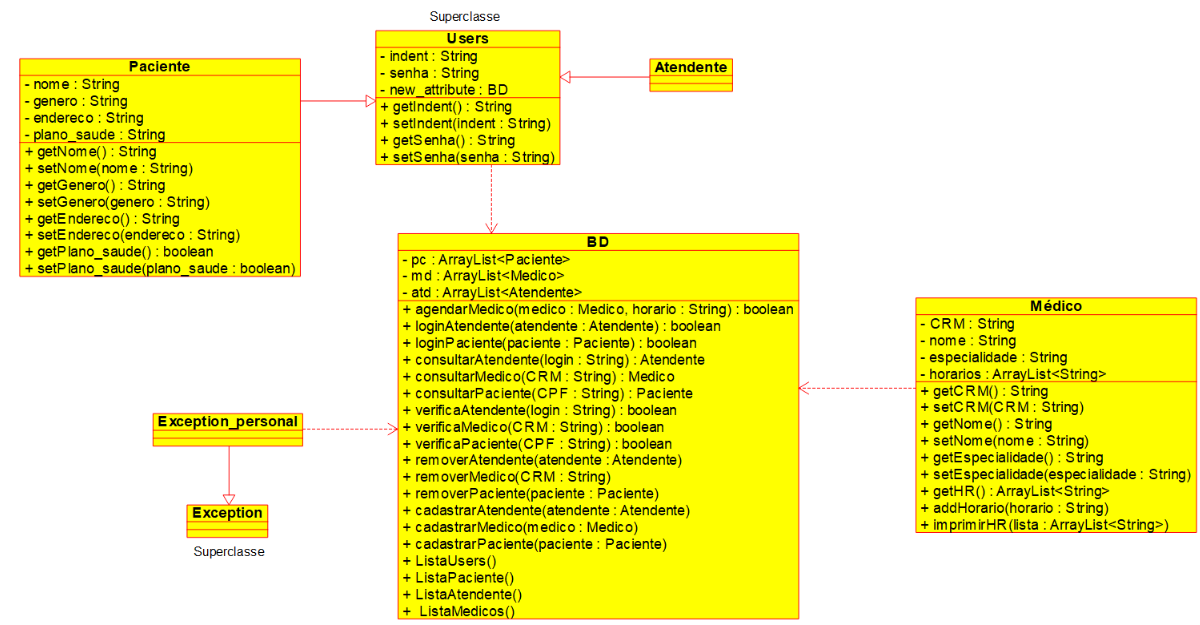 Superclasse
Users
- indent : String
- senha : String
- new_attribute : BD
+ getIndent() : String
+ setIndent(indent : String)
+ getSenha() : String
+ setSenha(senha : String)
Atendente
Paciente
- nome : String
- genero : String
- endereco : String
- plano_saude : String
+ getNome() : String
+ setNome(nome : String)
+ getGenero() : String
+ setGenero(genero : String)
+ getEndereco() : String
+ setEndereco(endereco : String)
+ getPlano_saude() : boolean
+ setPlano_saude(plano_saude : boolean)
BD
- pc : ArrayList<Paciente>
- md : ArrayList<Medico>
- atd : ArrayList<Atendente>
+ agendarMedico(medico : Medico, horario : String) : boolean
+ loginAtendente(atendente : Atendente) : boolean
+ loginPaciente(paciente : Paciente) : boolean
+ consultarAtendente(login : String) : Atendente
+ consultarMedico(CRM : String) : Medico
+ consultarPaciente(CPF : String) : Paciente
+ verificaAtendente(login : String) : boolean
+ verificaMedico(CRM : String) : boolean
+ verificaPaciente(CPF : String) : boolean
+ removerAtendente(atendente : Atendente)
+ removerMedico(CRM : String)
+ removerPaciente(paciente : Paciente)
+ cadastrarAtendente(atendente : Atendente)
+ cadastrarMedico(medico : Medico)
+ cadastrarPaciente(paciente : Paciente)
+ ListaUsers()
+ ListaPaciente()
+ ListaAtendente()
+ ListaMedicos()
Médico
- CRM : String
- nome : String
- especialidade : String
- horarios : ArrayList<String>
+ getCRM() : String
+ setCRM(CRM : String)
+ getNome() : String
+ setNome(nome : String)
+ getEspecialidade() : String
+ setEspecialidade(especialidade : String)
+ getHR() : ArrayList<String>
+ addHorario(horario : String)
+ imprimirHR(lista : ArrayList<String>)
Exception_personal
Exception
Superclasse